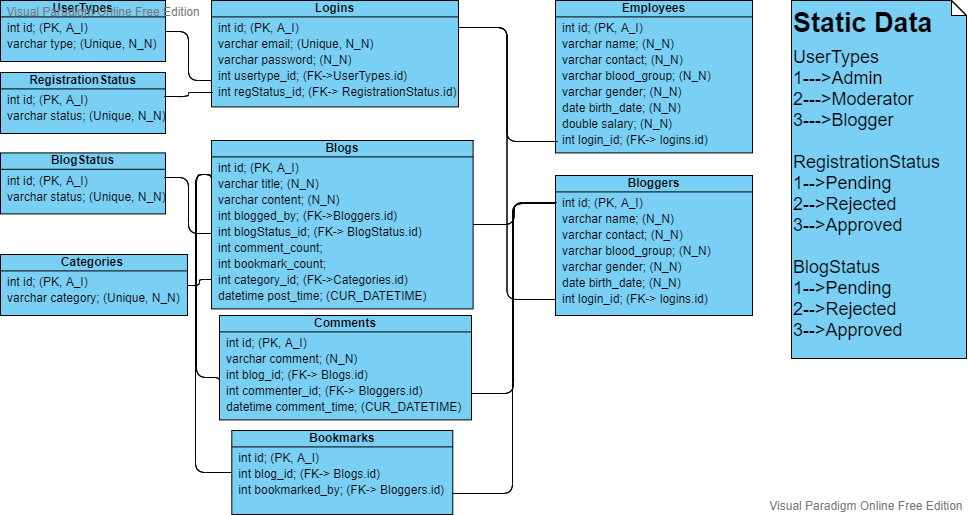 Visual Paradigm Online Free Edition
UserTypes
int id; (PK, A_I)
varchar type; (Unique, N_N)
RegistrationStatus
int id; (PK, A_I)
varchar status; (Unique, N_N)
BlogStatus
int id; (PK, A_I)
varchar status; (Unique, N_N)
Categories
int id; (PK, A_I)
varchar category; (Unique, N_N)
Logins
int id; (PK, A_I)
varchar email; (Unique, N_N)
varchar password; (N_N)
int usertype_id; (FK->UserTypes.id)
int regStatus_id; (FK-> RegistrationStatus.id)
Blogs
int id; (PK, A_I)
varchar title; (N_N)
varchar content; (N_N)
int blogged_by; (FK->Bloggers.id)
int blogStatus_id; (FK-> BlogStatus.id)
int comment_count;
int bookmark_count;
int category_id; (FK->Categories.id)
datetime post_time; (CUR_DATETIME)
Comments
int id; (PK, A_I)
varchar comment; (N_N)
int blog_id; (FK-> Blogs.id)
int commenter_id; (FK-> Bloggers.id)
datetime comment_time; (CUR_DATETIME)
Bookmarks
int id; (PK, A_I)
int blog_id; (FK-> Blogs.id)
int bookmarked_by; (FK-> Bloggers.id)
Employees
int id; (PK, A_I)
varchar name; (N_N)
varchar contact; (N_N)
varchar blood_group; (N_N)
varchar gender; (N_N)
date birth_date; (N_N)
double salary; (N_N)
int login_id; (FK-> logins.id)
Bloggers
int id; (PK, A_I)
varchar name; (N_N)
varchar contact; (N_N)
varchar blood_group; (N_N)
varchar gender; (N_N)
date birth_date; (N_N)
int login_id; (FK-> logins.id)
Static Data
UserTypes
1--->Admin
2--->Moderator
3--->Blogger
RegistrationStatus
1-->Pending
2-->Rejected
3-->Approved
BlogStatus
1-->Pending
2-->Rejected
3-->Approved
Visual Paradigm Online Free Edition